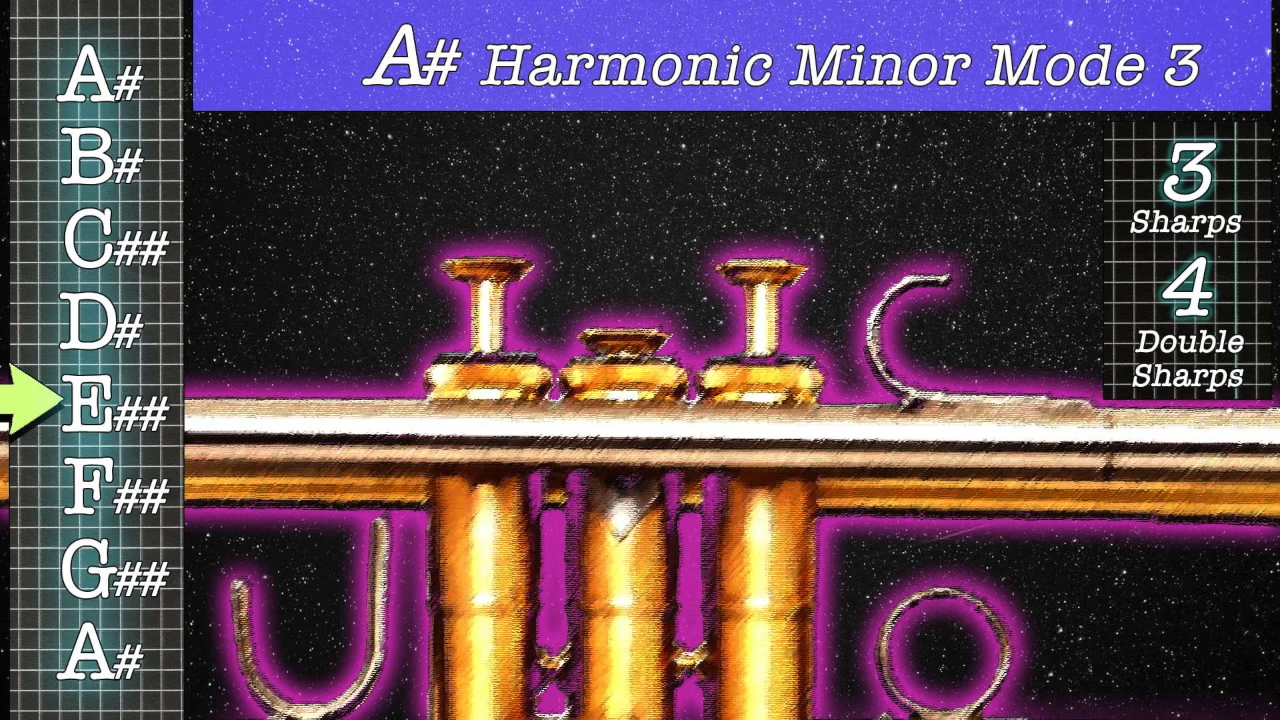 A# Harmonic Minor Mode 3
A#
B#
C##
D#
E##
F##
G##
A#
3
Sharps
4
Double
Sharps